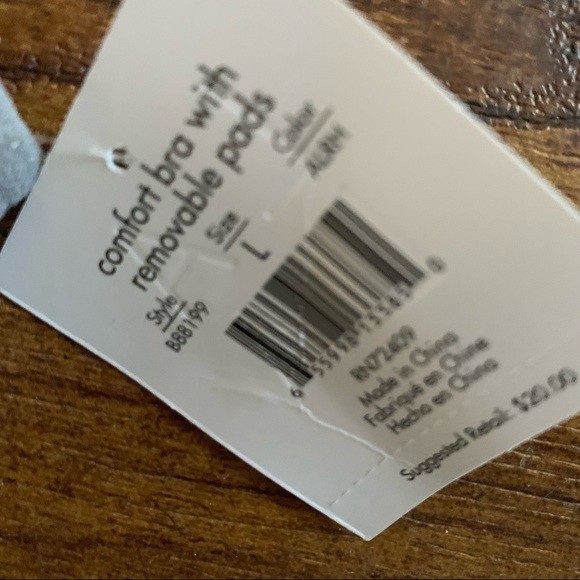 comfort bra with
removable pads
Style Size Color
B88199 L AURH
RN72409
Made in China
Fabriqué en Chine
Hecho en China
Suggested Retail: $20.00